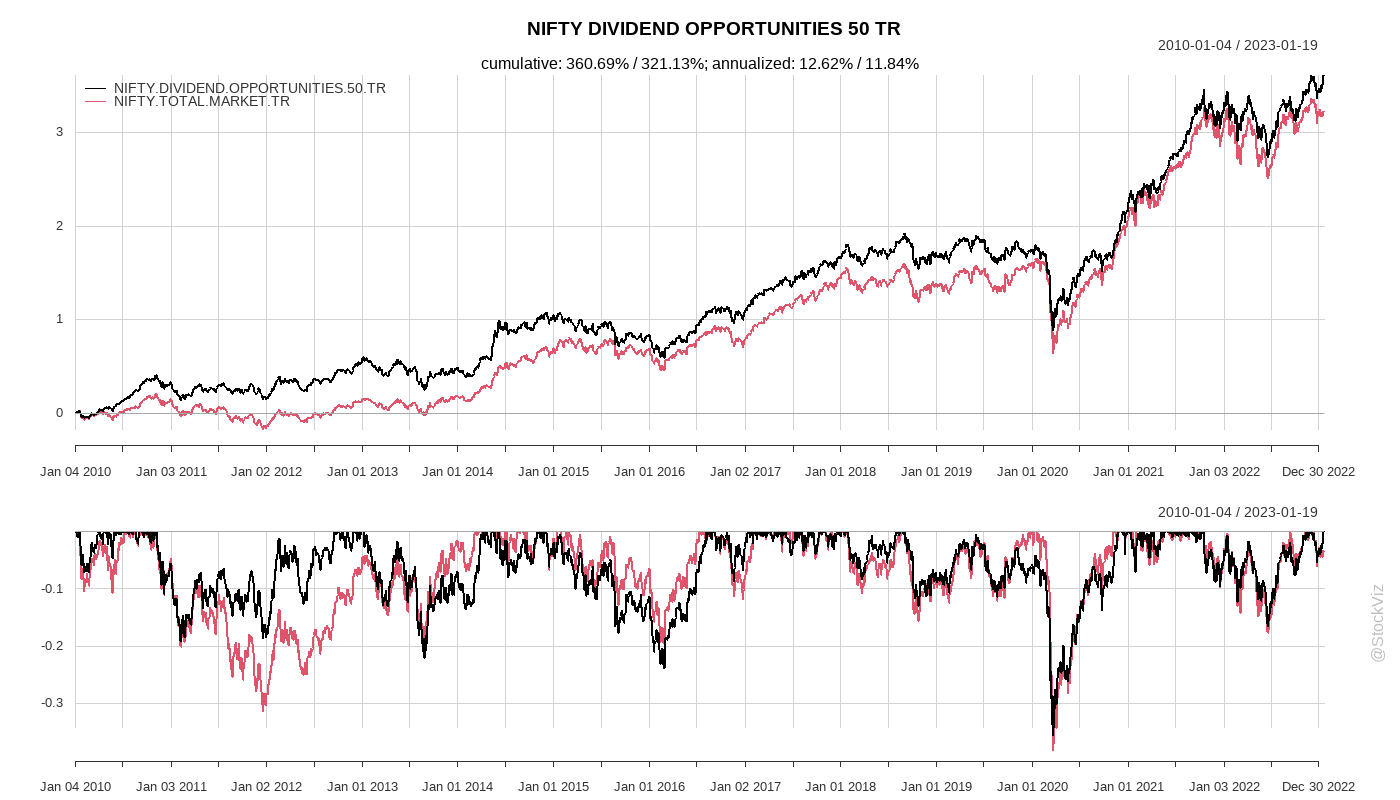 NIFTY DIVIDEND OPPORTUNITIES 50 TR
2010-01-04 / 2023-01-19
cumulative: 360.69% / 321.13%; annualized: 12.62% / 11.84%
NIFTY.DIVIDEND.OPPORTUNITIES.50.TR
NIFTY.TOTAL.MARKET.TR
3
2
1
0
Jan 04 2010 Jan 03 2011 Jan 02 2012 Jan 01 2013 Jan 01 2014 Jan 01 2015 Jan 01 2016 Jan 02 2017 Jan 01 2018 Jan 01 2019 Jan 01 2020 Jan 01 2021 Jan 03 2022 Dec 30 2022
2010-01-04 / 2023-01-19
-0.1
-0.2
-0.3
Jan 04 2010 Jan 03 2011 Jan 02 2012 Jan 01 2013 Jan 01 2014 Jan 01 2015 Jan 01 2016 Jan 02 2017 Jan 01 2018 Jan 01 2019 Jan 01 2020 Jan 01 2021 Jan 03 2022 Dec 30 2022
@StockViz